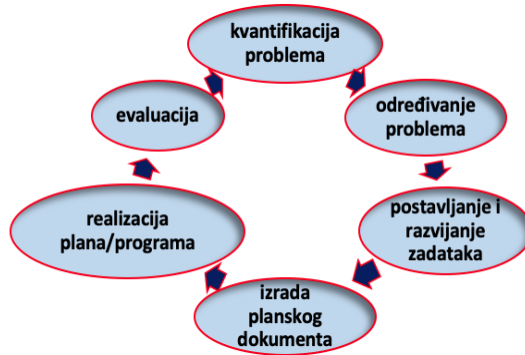 kvantifikacija
problema
određivanje
problema
postavljanje i
razvijanje
zadataka
izrada
planskog
dokumenta
realizacija
plana/programa
evaluacija